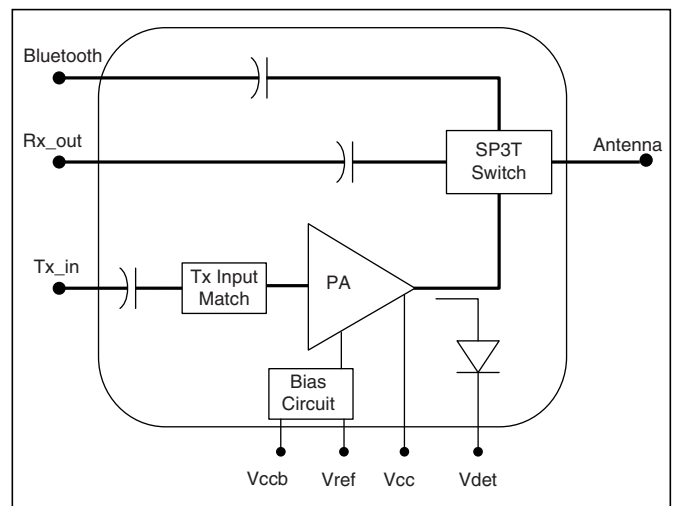 Bluetooth
Rx_out
SP3T
Switch
Antenna
Tx_in
Tx Input
Match
PA
Bias
Circuit
Vccb
Vref
Vcc
Vdet